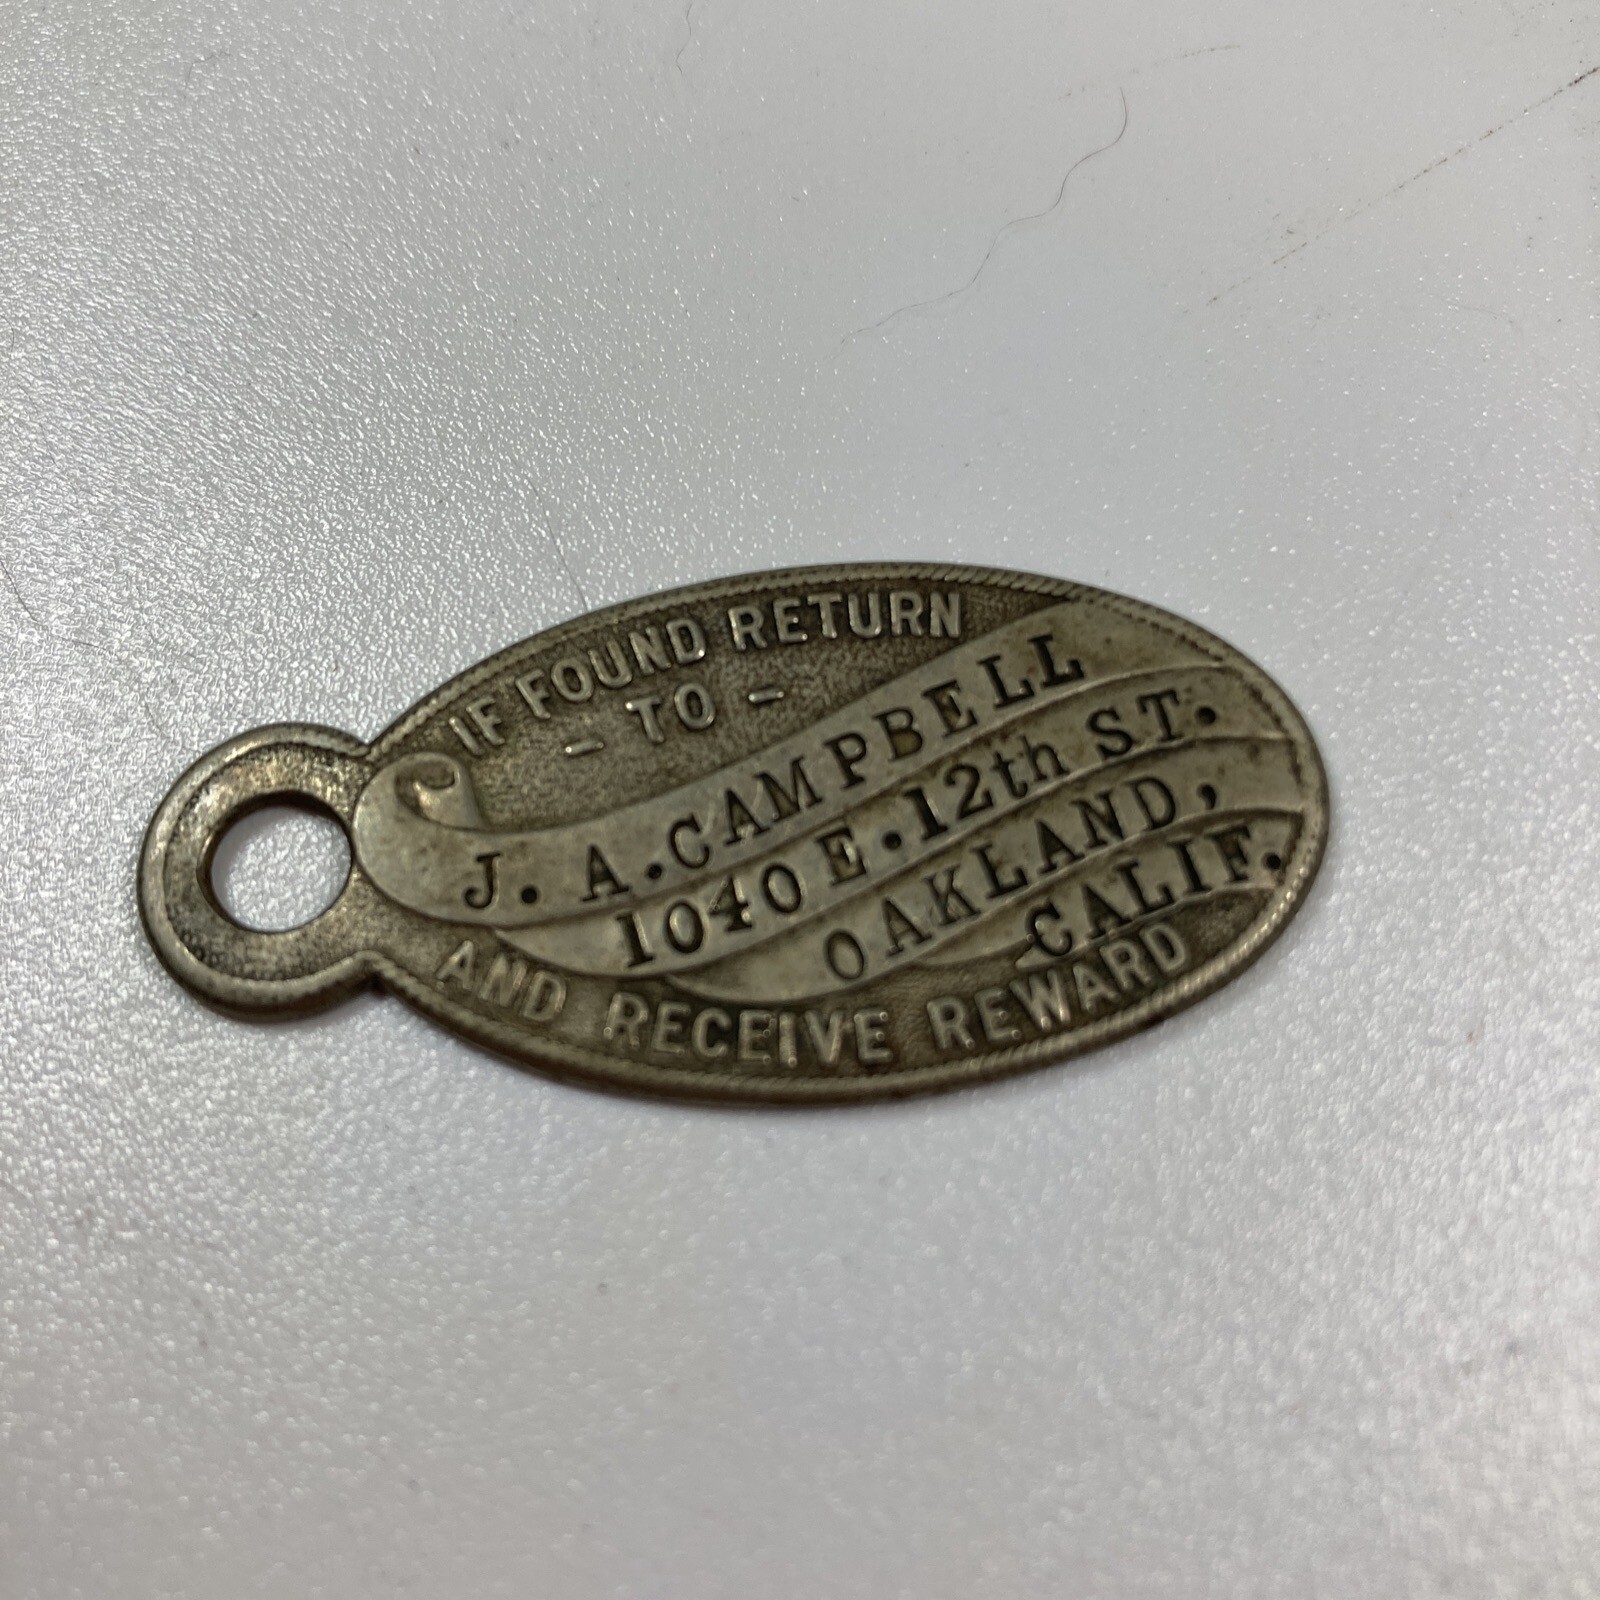 IF FOUND RETURN
- TO -
J. A. CAMPBELL
1040 E. 12th ST.
OAKLAND,
CALIF.
AND RECEIVE REWARD